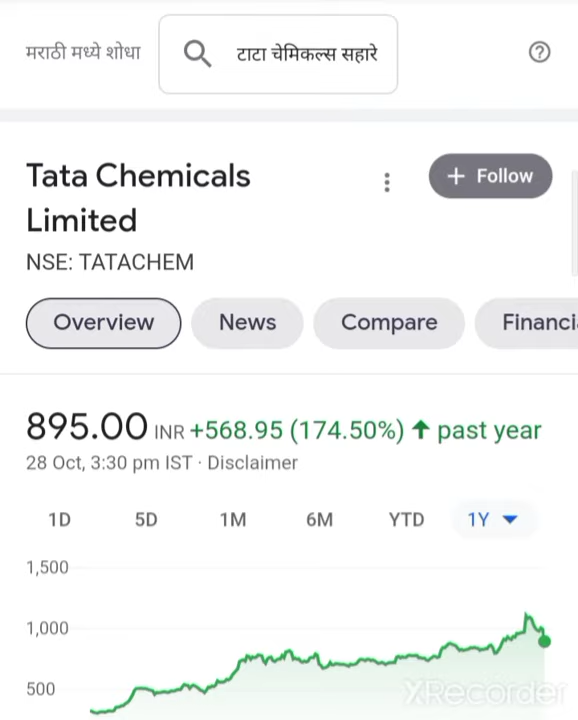 मराठी मध्ये शोधा
टाटा चेमिकल्स सहारे
Tata Chemicals
Limited
+ Follow
NSE: TATACHEM
Overview
News
Compare
Financi
895.00 INR +568.95 (174.50%) ↑ past year
28 Oct, 3:30 pm IST · Disclaimer
1D 5D 1M 6M YTD 1Y
1,500
1,000
500
XRecorder